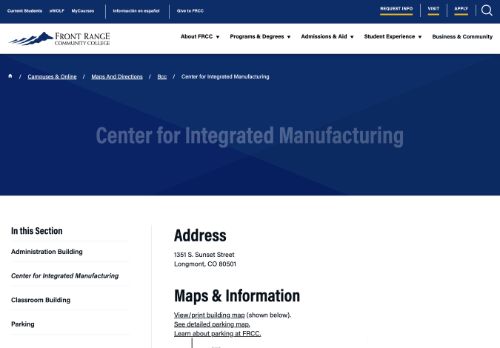 Current Students eWOLF MyCourses Información en español Give to FRCC REQUEST INFO VISIT APPLY
FRONT RANGE
COMMUNITY COLLEGE
About FRCC Programs & Degrees Admissions & Aid Student Experience Business & Community
/ Campuses & Online / Maps And Directions / Bcc / Center for Integrated Manufacturing
Center for Integrated Manufacturing
In this Section
Administration Building
Center for Integrated Manufacturing
Classroom Building
Parking
Address
1351 S. Sunset Street
Longmont, CO 80501
Maps & Information
View/print building map (shown below).
See detailed parking map.
Learn about parking at FRCC.